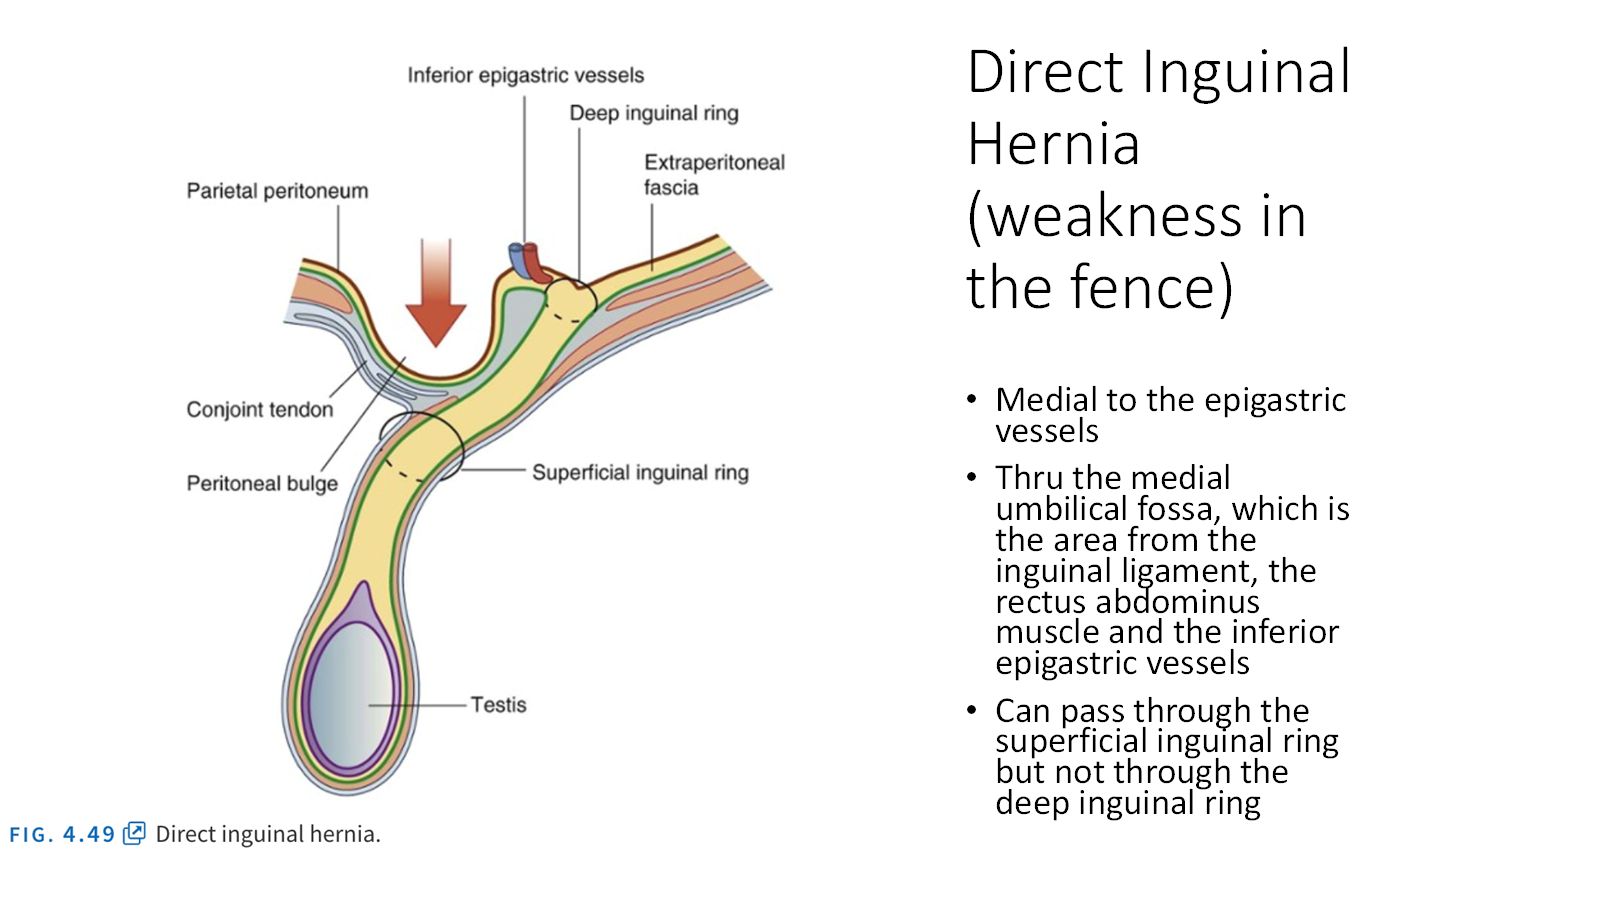 Inferior epigastric vessels
Deep inguinal ring
Extraperitoneal
fascia
Parietal peritoneum
Conjoint tendon
Peritoneal bulge
Superficial inguinal ring
Testis
FIG. 4.49 Direct inguinal hernia.
Direct Inguinal
Hernia
(weakness in
the fence)
• Medial to the epigastric
vessels
• Thru the medial
umbilical fossa, which is
the area from the
inguinal ligament, the
rectus abdominus
muscle and the inferior
epigastric vessels
• Can pass through the
superficial inguinal ring
but not through the
deep inguinal ring